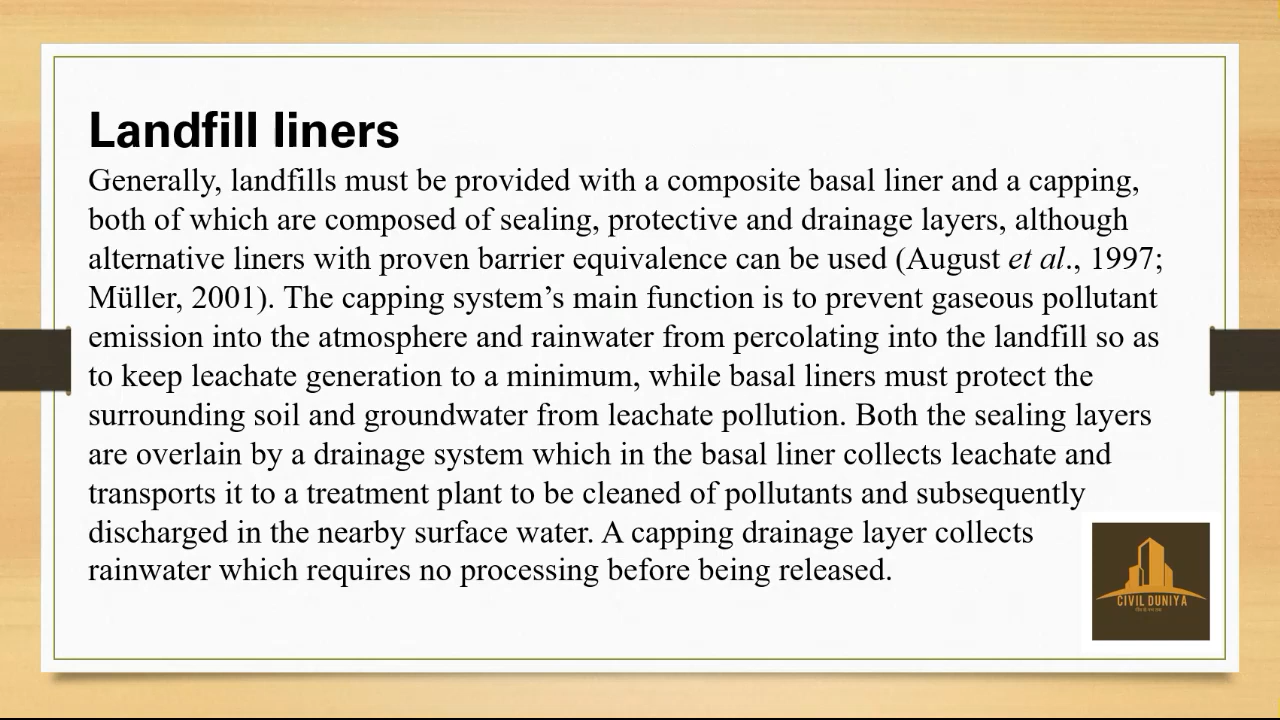 Landfill liners
Generally, landfills must be provided with a composite basal liner and a capping,
both of which are composed of sealing, protective and drainage layers, although
alternative liners with proven barrier equivalence can be used (August et al., 1997;
Müller, 2001). The capping system’s main function is to prevent gaseous pollutant
emission into the atmosphere and rainwater from percolating into the landfill so as
to keep leachate generation to a minimum, while basal liners must protect the
surrounding soil and groundwater from leachate pollution. Both the sealing layers
are overlain by a drainage system which in the basal liner collects leachate and
transports it to a treatment plant to be cleaned of pollutants and subsequently
discharged in the nearby surface water. A capping drainage layer collects
rainwater which requires no processing before being released.
CIVIL DUNIYA